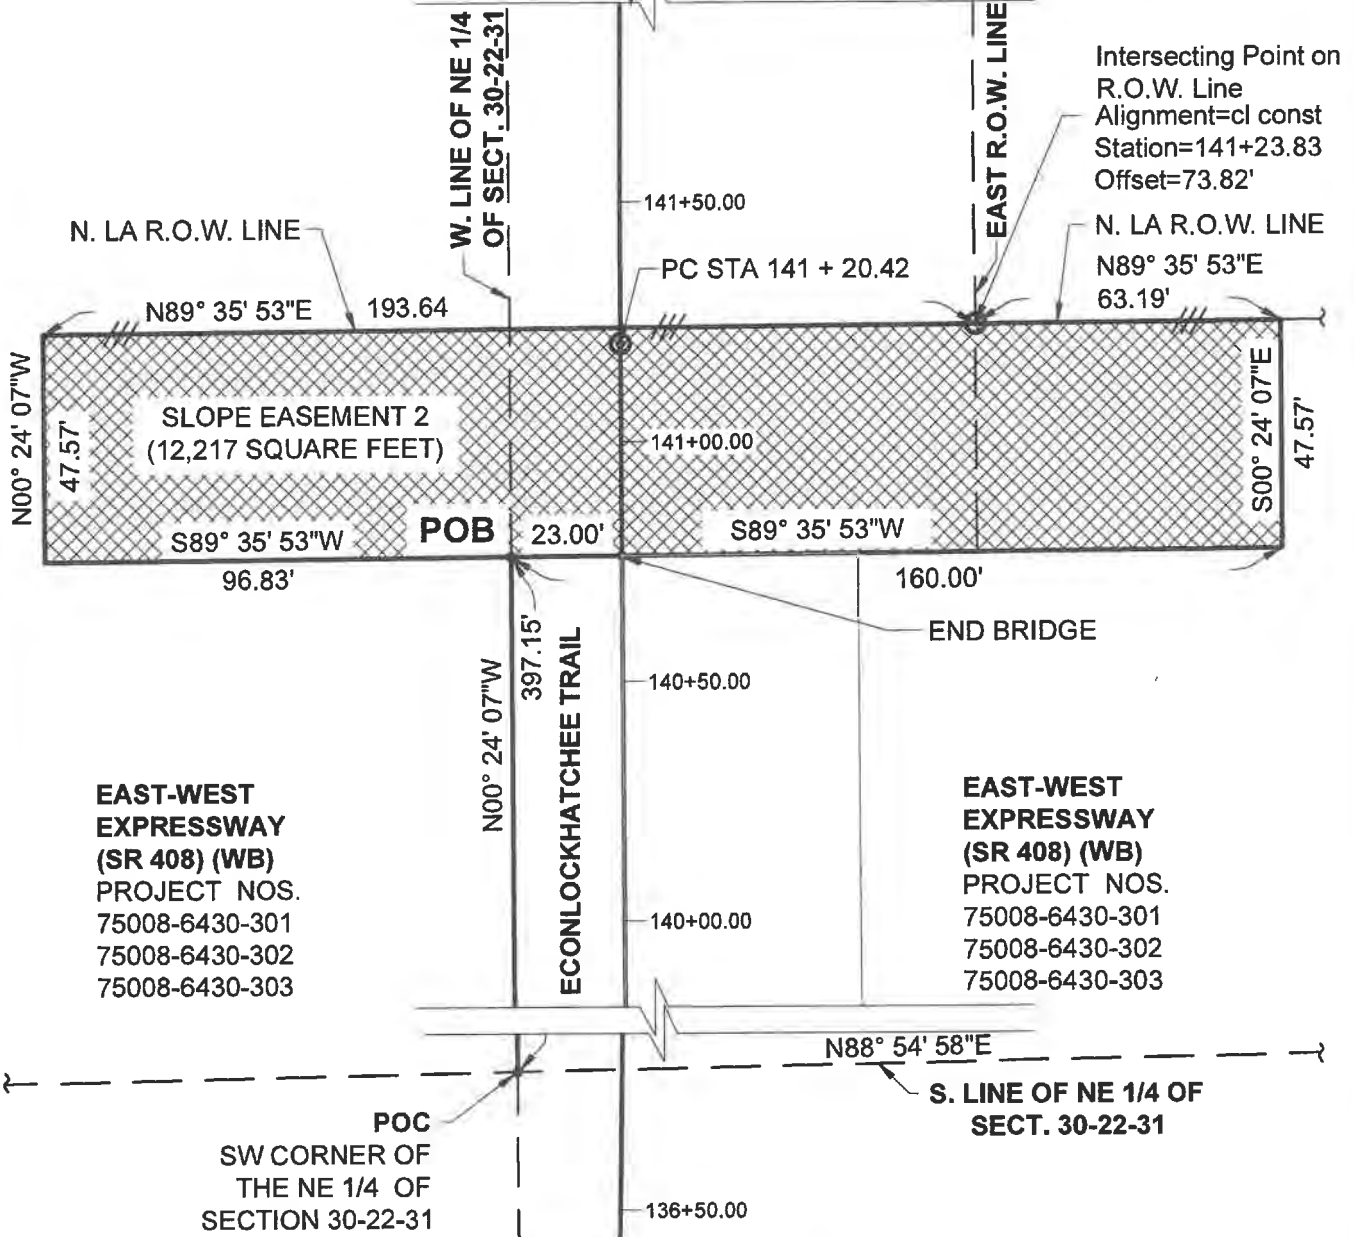 W. LINE OF NE 1/4
OF SECT. 30-22-31
EAST R.O.W. LINE
Intersecting Point on
R.O.W. Line
Alignment=cl const
Station=141+23.83
Offset=73.82'
141+50.00
N. LA R.O.W. LINE
N. LA R.O.W. LINE
PC STA 141 + 20.42
N89° 35' 53"E
63.19'
N89° 35' 53"E
193.64
N00° 24' 07"W
47.57'
SLOPE EASEMENT 2
(12,217 SQUARE FEET)
141+00.00
S00° 24' 07"E
47.57'
S89° 35' 53"W
POB
23.00'
S89° 35' 53"W
96.83'
160.00'
END BRIDGE
N00° 24' 07"W
397.15'
ECONLOCKHATCHEE TRAIL
140+50.00
EAST-WEST
EXPRESSWAY
(SR 408) (WB)
PROJECT NOS.
75008-6430-301
75008-6430-302
75008-6430-303
140+00.00
EAST-WEST
EXPRESSWAY
(SR 408) (WB)
PROJECT NOS.
75008-6430-301
75008-6430-302
75008-6430-303
N88° 54' 58"E
S. LINE OF NE 1/4 OF
SECT. 30-22-31
POC
SW CORNER OF
THE NE 1/4 OF
SECTION 30-22-31
136+50.00